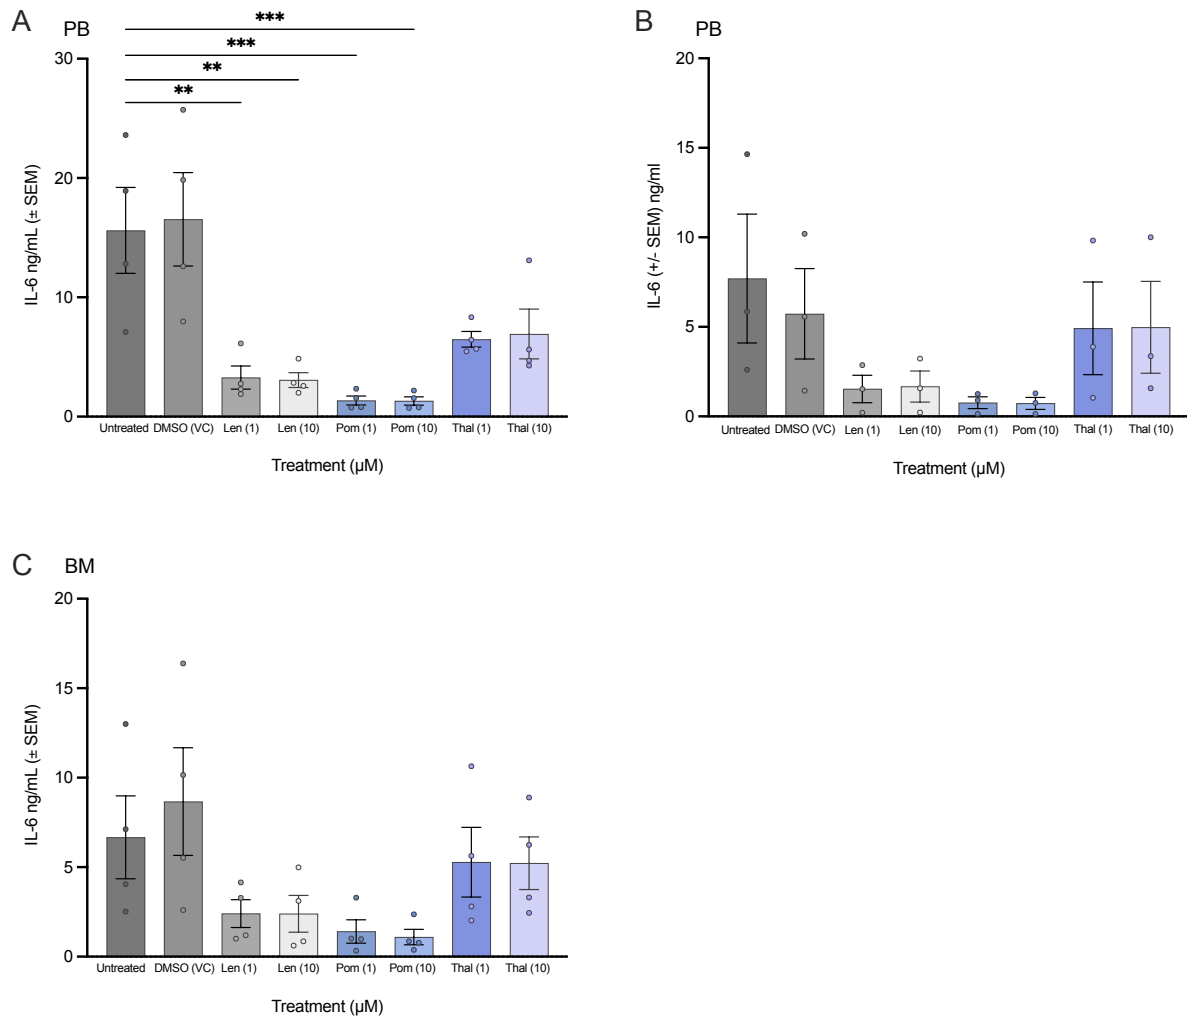 A PB
***
***
**
**
30
20
10
0
IL-6 ng/mL (± SEM)
Untreated DMSO (VC) Len (1) Len (10) Pom (1) Pom (10) Thal (1) Thal (10)
Treatment (µM)
B PB
20
15
10
5
0
IL-6 (+/- SEM) ng/ml
Untreated DMSO (VC) Len (1) Len (10) Pom (1) Pom (10) Thal (1) Thal (10)
Treatment (µM)
C BM
20
15
10
5
0
IL-6 ng/mL (± SEM)
Untreated DMSO (VC) Len (1) Len (10) Pom (1) Pom (10) Thal (1) Thal (10)
Treatment (µM)